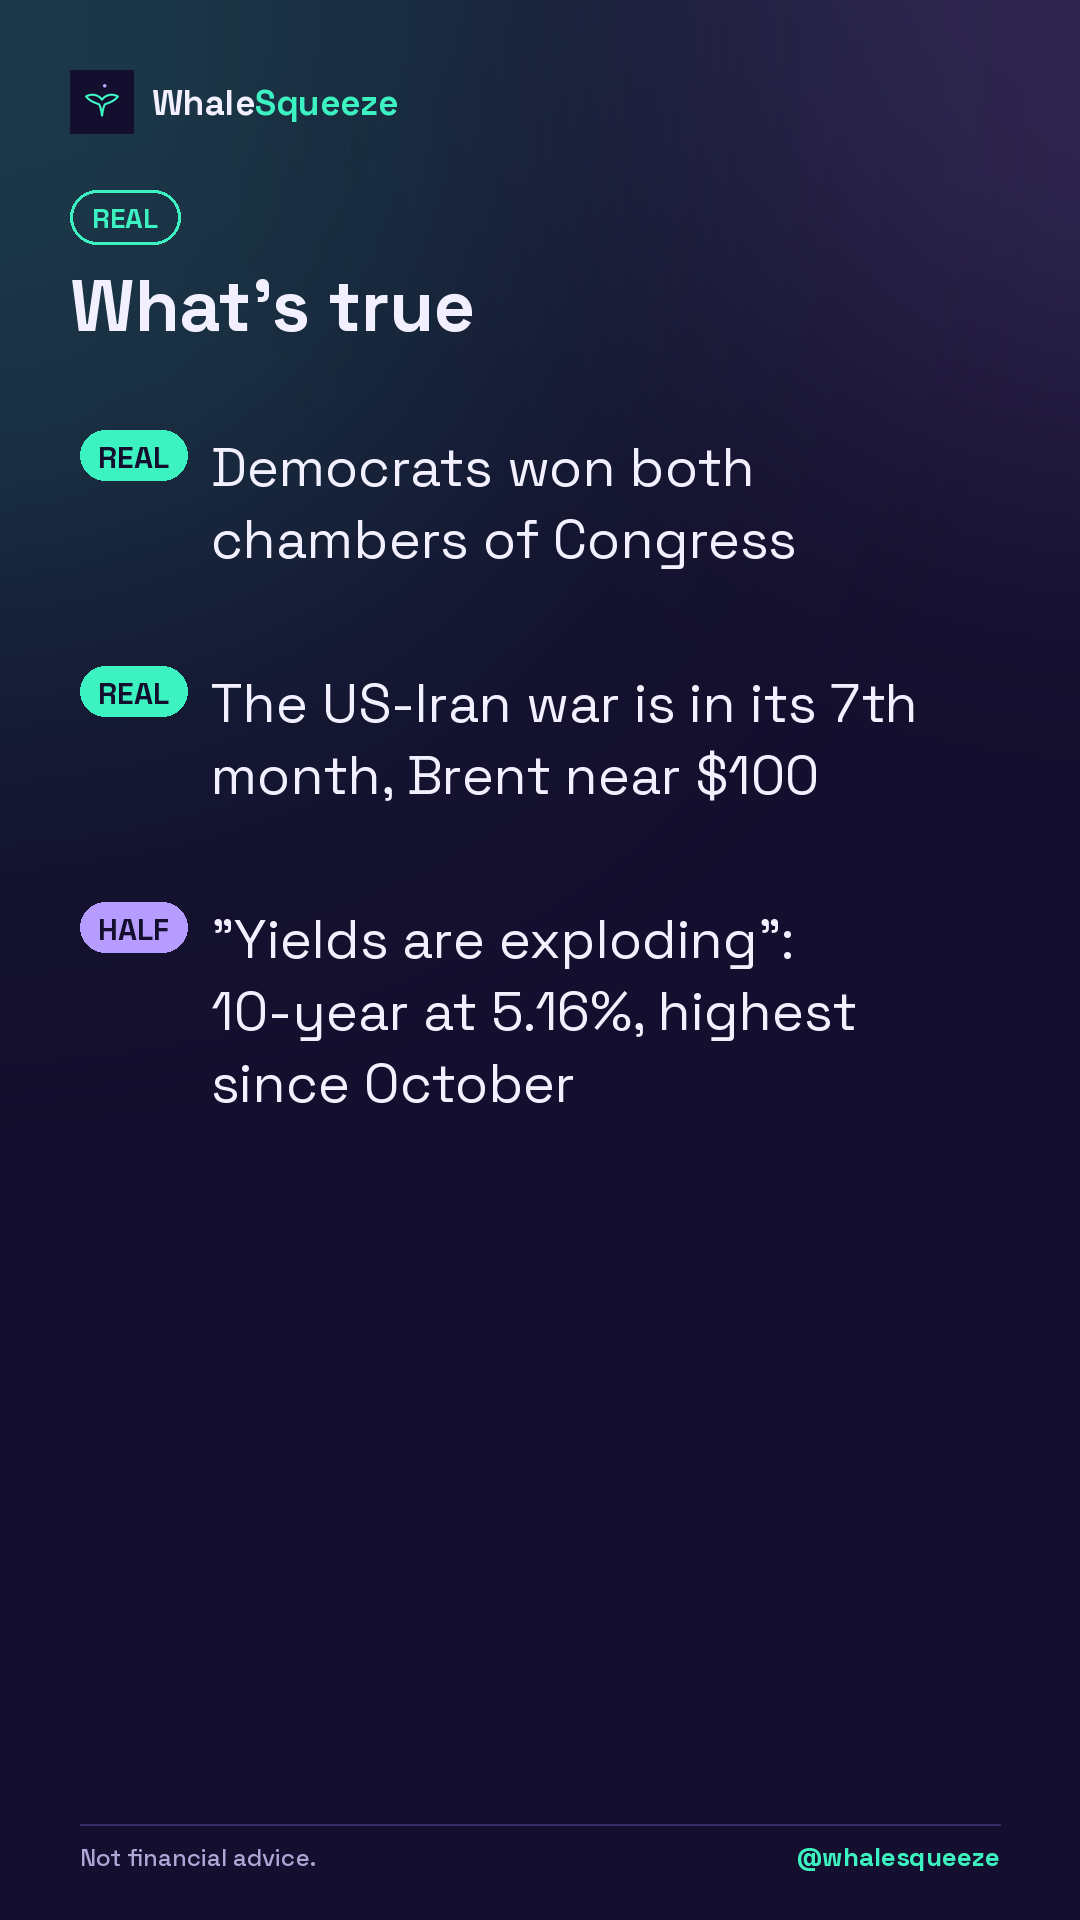 WhaleSqueeze
REAL
What's true
REAL
Democrats won both
chambers of Congress
REAL
The US-Iran war is in its 7th
month, Brent near $100
HALF
”Yields are exploding”:
10-year at 5.16%, highest
since October
Not financial advice.
@whalesqueeze